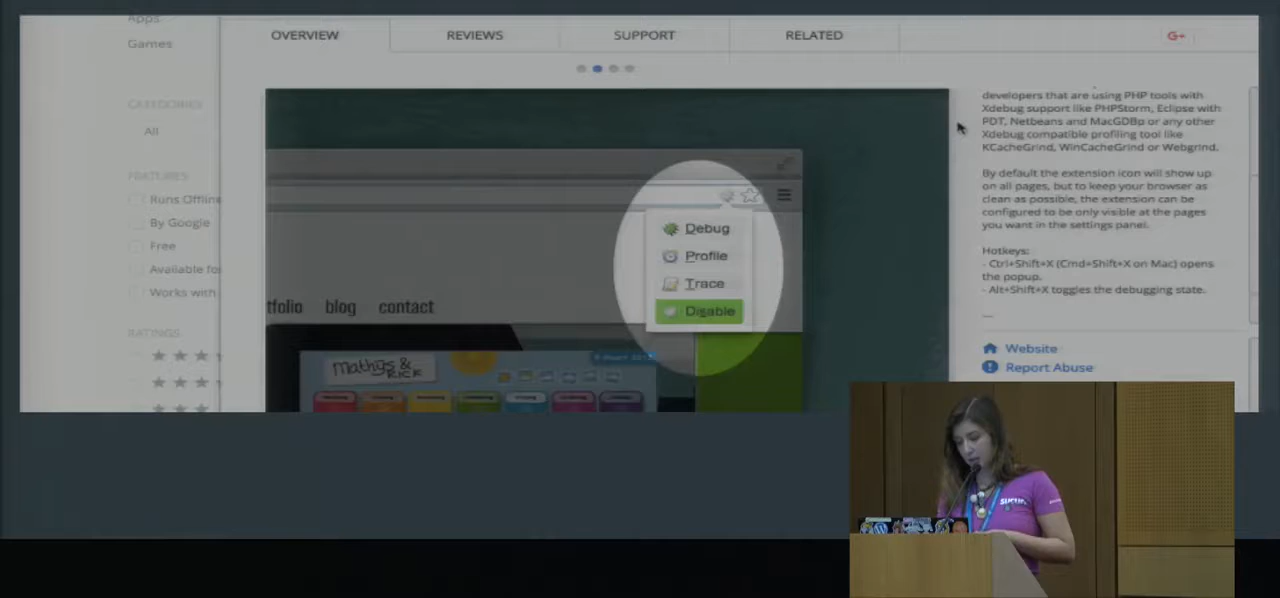 Apps
Games
CATEGORIES
All
FEATURES
Runs Offline
By Google
Free
Available for
Works with
RATINGS
OVERVIEW
REVIEWS
SUPPORT
RELATED
G+
Debug
Profile
Trace
Disable
tfolio blog contact
Mathijs &
RICK
developers that are using PHP tools with
Xdebug support like PHPStorm, Eclipse with
PDT, Netbeans and MacGDBp or any other
Xdebug compatible profiling tool like
KCacheGrind, WinCacheGrind or Webgrind.
By default the extension icon will show up
on all pages, but to keep your browser as
clean as possible, the extension can be
configured to be only visible at the pages
you want in the settings panel.
Hotkeys:
- Ctrl+Shift+X (Cmd+Shift+X on Mac) opens
the popup.
- Alt+Shift+X toggles the debugging state.
Website
Report Abuse